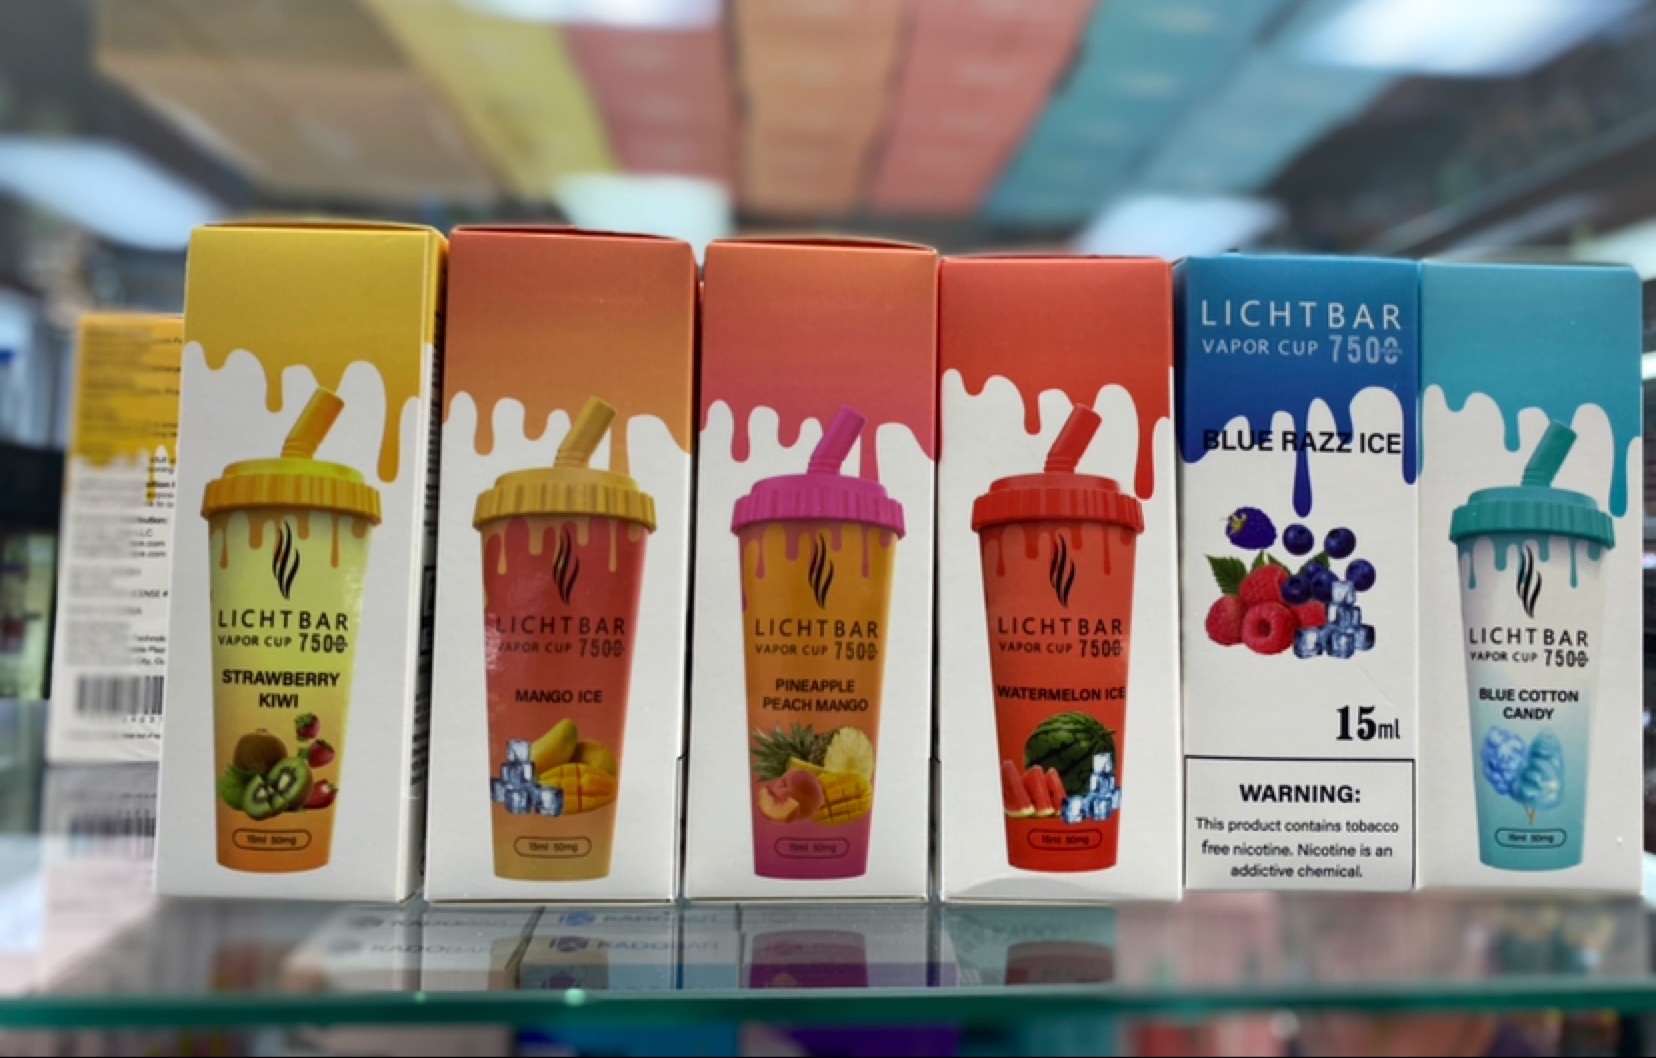 LICHTBAR
VAPOR CUP 7500
STRAWBERRY
KIWI
15ml 50mg
LICHTBAR
VAPOR CUP 7500
MANGO ICE
15ml 50mg
LICHTBAR
VAPOR CUP 7500
PINEAPPLE
PEACH MANGO
15ml 50mg
LICHTBAR
VAPOR CUP 7500
WATERMELON ICE
15ml 50mg
LICHTBAR
VAPOR CUP 7500
BLUE RAZZ ICE
15ml
WARNING:
This product contains tobacco
free nicotine. Nicotine is an
addictive chemical.
LICHTBAR
VAPOR CUP 7500
BLUE COTTON
CANDY
15ml 50mg
KADOBAR
KADOBAR